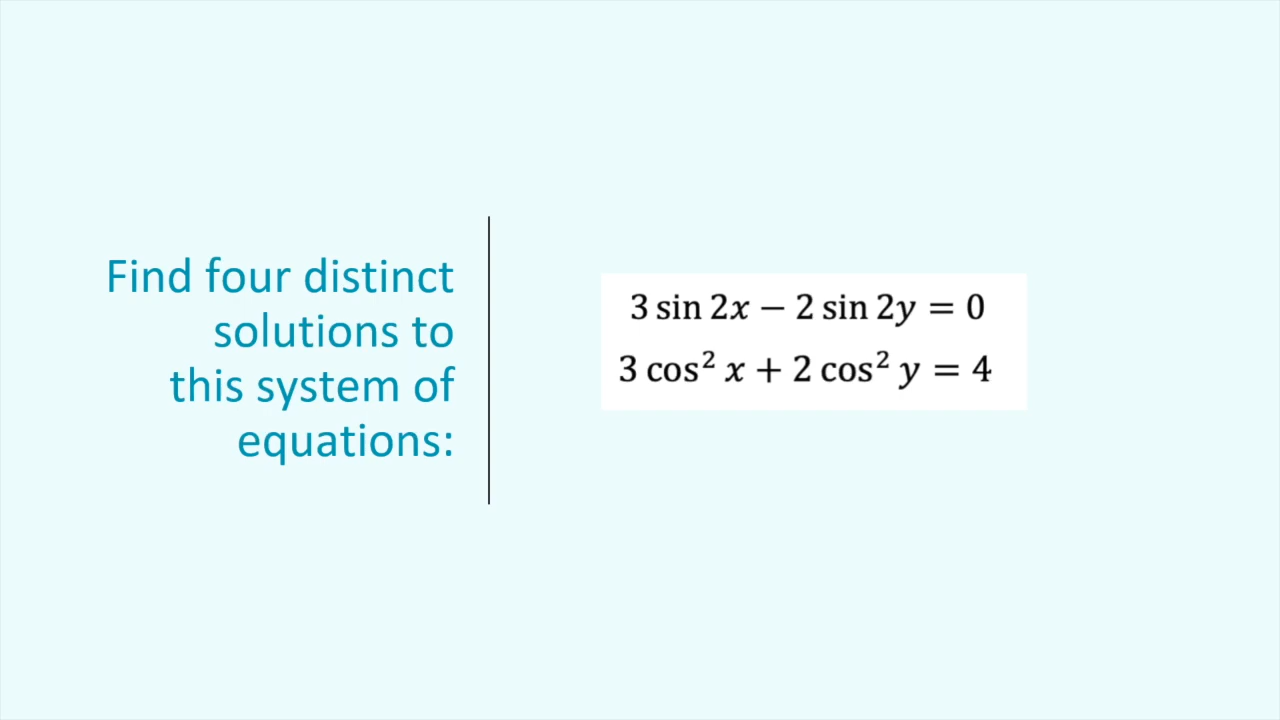 Find four distinct
solutions to
this system of
equations:
3 sin 2x − 2 sin 2y = 0
3 cos² x + 2 cos² y = 4